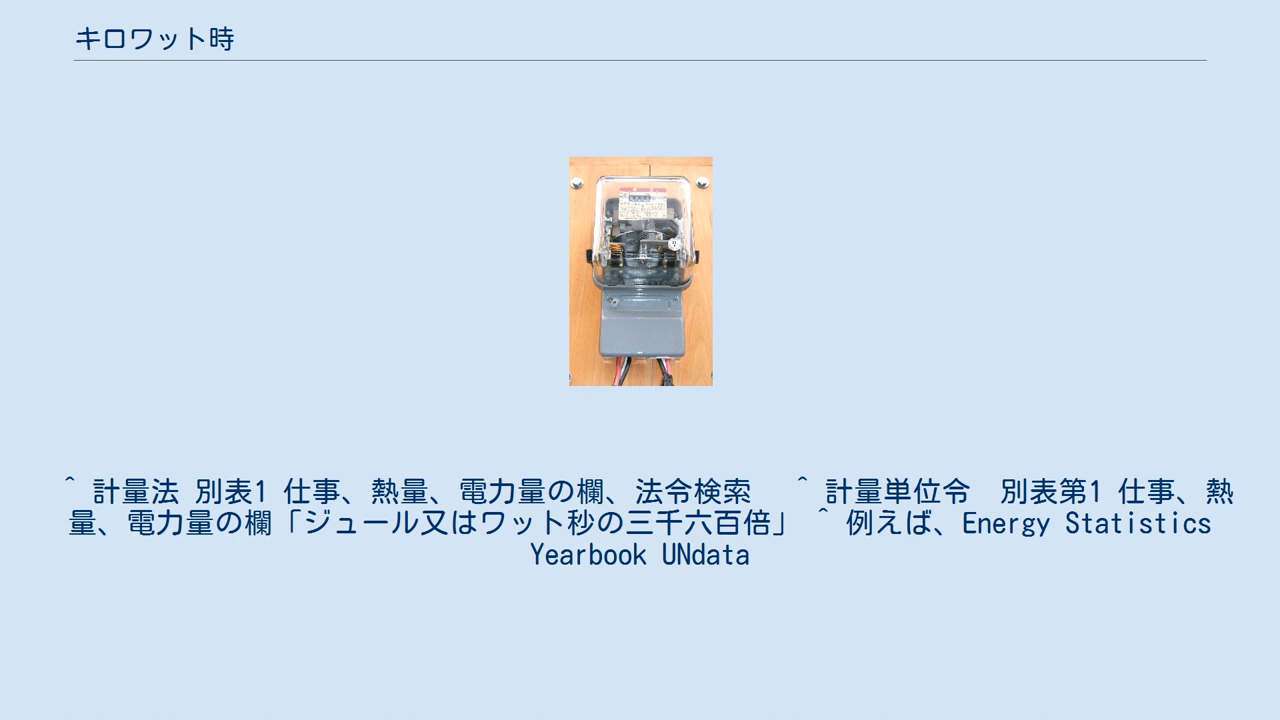 キロワット時
^ 計量法 別表1 仕事、熱量、電力量の欄、法令検索　 ^ 計量単位令　別表第1 仕事、熱
量、電力量の欄「ジュール又はワット秒の三千六百倍」 ^ 例えば、Energy Statistics
Yearbook UNdata